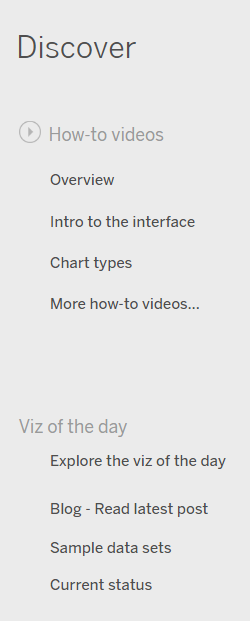 Discover
How-to videos
Overview
Intro to the interface
Chart types
More how-to videos...
Viz of the day
Explore the viz of the day
Blog - Read latest post
Sample data sets
Current status